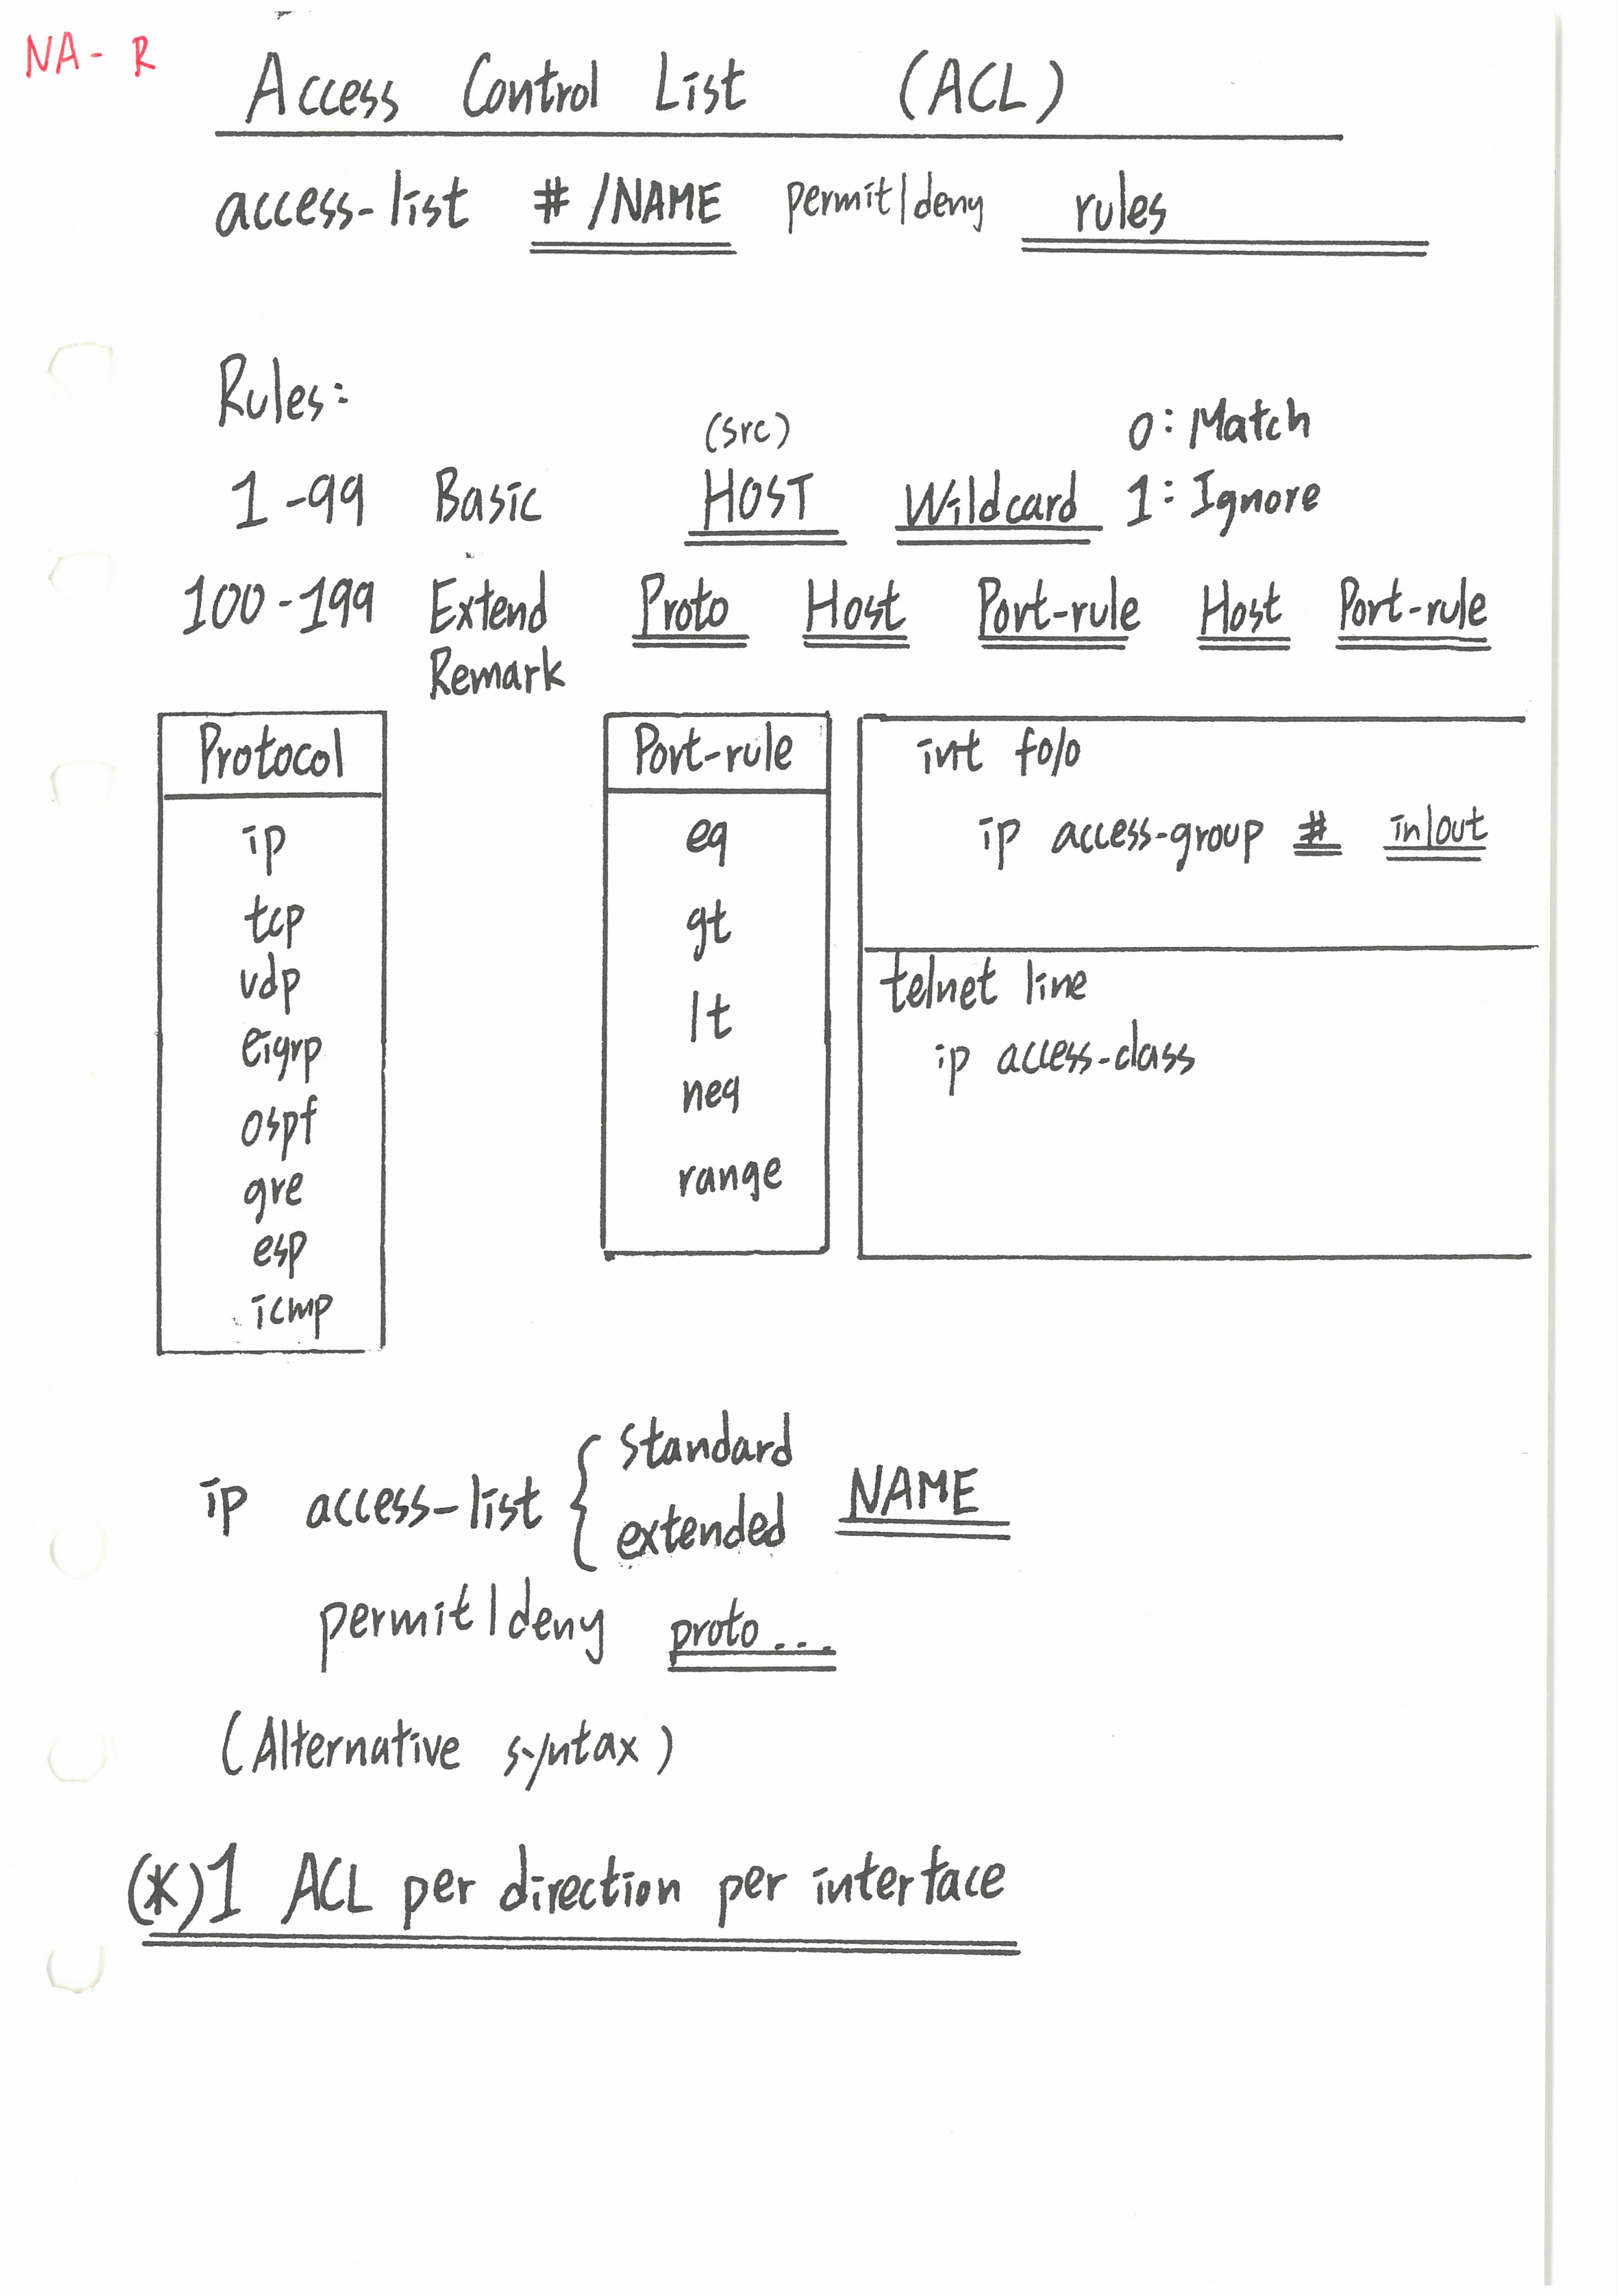 NA- R
Access Control List (ACL)
access-list # /NAME permit/deny rules
Rules:
(src) 0: Match
1-99 Basic HOST Wildcard 1: Ignore
100-199 Extend Proto Host Port-rule Host Port-rule
Remark
Protocol
ip
tcp
udp
eigrp
ospf
gre
esp
icmp
Port-rule
eq
gt
lt
neq
range
int fo/o
ip access-group # in/out
telnet line
ip access-class
ip access-list { standard NAME
extended
permit/deny proto...
(Alternative syntax)
(*) 1 ACL per direction per interface